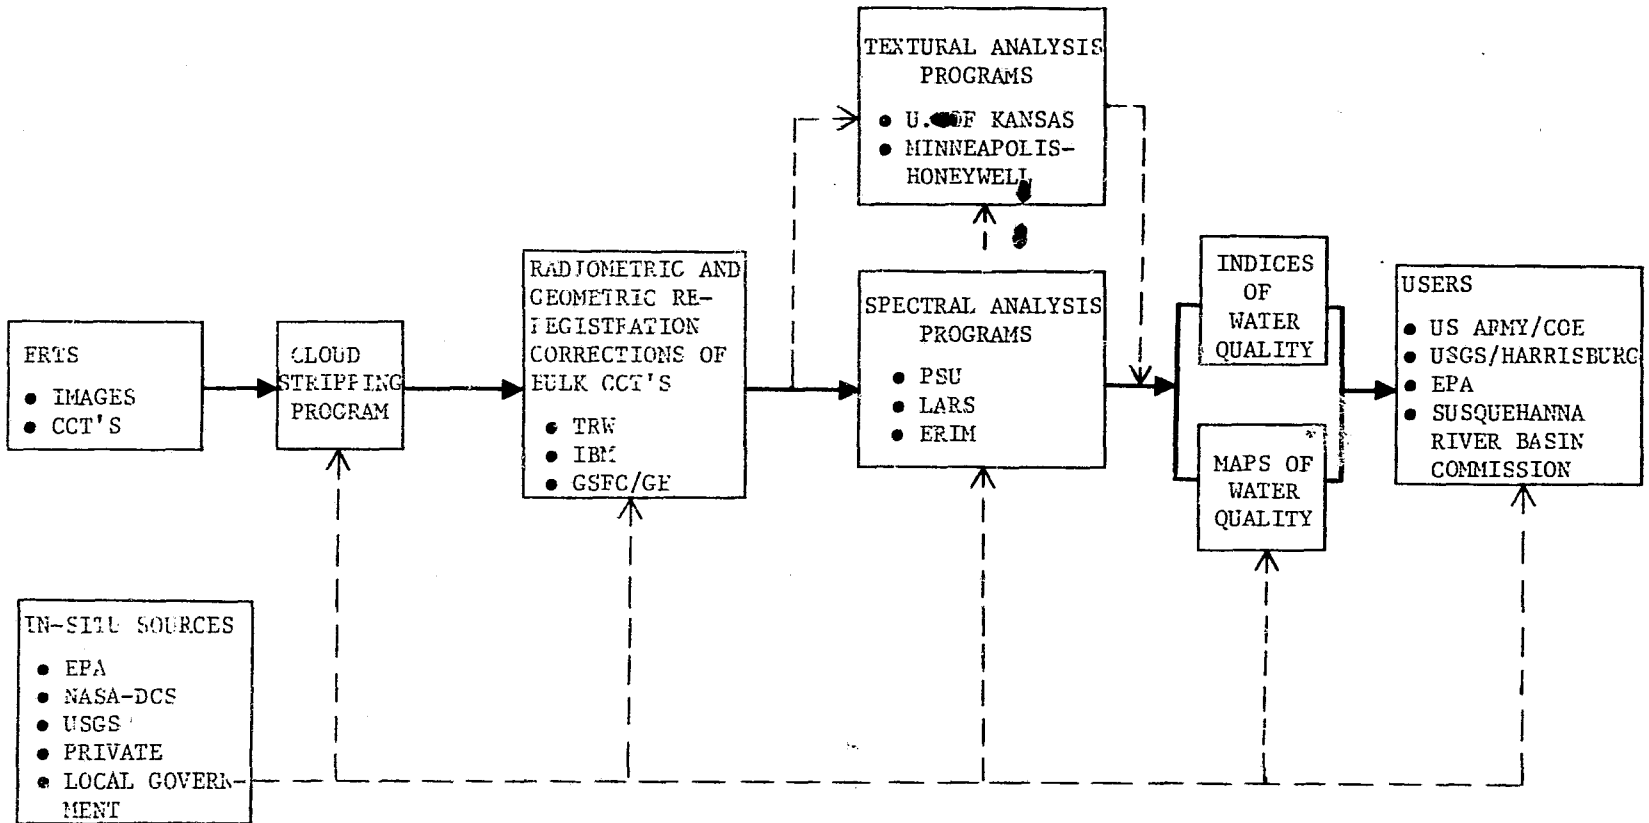 TEXTURAL ANALYSIS
PROGRAMS
● U. OF KANSAS
● MINNEAPOLIS-
HONEYWELL
RADIOMETRIC AND
GEOMETRIC RE-
REGISTRATION
CORRECTIONS OF
BULK CCT'S
● TRW
● IBM
● GSFC/GE
SPECTRAL ANALYSIS
PROGRAMS
● PSU
● LARS
● ERIM
INDICES
OF
WATER
QUALITY
USERS
● US ARMY/COE
● USGS/HARRISBURG
● EPA
● SUSQUEHANNA
RIVER BASIN
COMMISSION
ERTS
● IMAGES
● CCT'S
CLOUD
STRIPPING
PROGRAM
MAPS OF
WATER
QUALITY
IN-SITU SOURCES
● EPA
● NASA-DCS
● USGS
● PRIVATE
● LOCAL GOVERN-
MENT